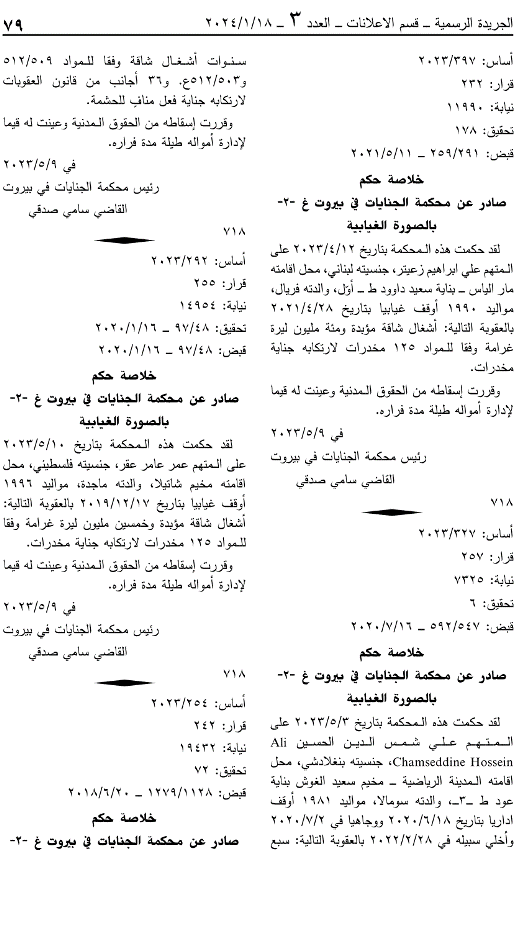 الجريدة الرسمية ــ قسم الاعلانات ــ العدد ٣ ــ ٢٠٢٤/١/١٨
٧٩
أساس: ٢٠٢٣/٣٩٧
قرار: ٢٣٢
نيابة: ١١٩٩٠
تحقيق: ١٧٨
قبض: ٢٥٩/٢٩١ ــ ٢٠٢١/٥/١١
خلاصة حكم
صادر عن محكمة الجنايات في بيروت غ -٢-
بالصورة الغيابية
لقد حكمت هذه المحكمة بتاريخ ٢٠٢٣/٤/١٢ على
المتهم علي ابراهيم زعيتر، جنسيته لبناني، محل اقامته
مار الياس ــ بناية سعيد داوود ط ــ أوّل، والدته فريال،
مواليد ١٩٩٠ أوقف غيابيا بتاريخ ٢٠٢١/٤/٢٨
بالعقوبة التالية: أشغال شاقة مؤبدة ومئة مليون ليرة
غرامة وفقا للمواد ١٢٥ مخدرات لارتكابه جناية
مخدرات.
وقررت إسقاطه من الحقوق المدنية وعينت له قيما
لإدارة أمواله طيلة مدة فراره.
في ٢٠٢٣/٥/٩
رئيس محكمة الجنايات في بيروت
القاضي سامي صدقي
٧١٨
أساس: ٢٠٢٣/٣٢٧
قرار: ٢٥٧
نيابة: ٧٣٢٥
تحقيق: ٦
قبض: ٥٩٢/٥٤٧ ــ ٢٠٢٠/٧/١٦
خلاصة حكم
صادر عن محكمة الجنايات في بيروت غ -٢-
بالصورة الغيابية
لقد حكمت هذه المحكمة بتاريخ ٢٠٢٣/٥/٣ على
المتهم علي شمس الدين الحسين Ali
Chamseddine Hossein، جنسيته بنغلادشي، محل
اقامته المدينة الرياضية ــ مخيم سعيد الغوش بناية
عود ط ــ٣ــ، والدته سومالا، مواليد ١٩٨١ أوقف
اداريا بتاريخ ٢٠٢٠/٦/١٨ ووجاهيا في ٢٠٢٠/٧/٢
وأخلي سبيله في ٢٠٢٢/٢/٢٨ بالعقوبة التالية: سبع
سنوات أشغال شاقة وفقا للمواد ٥١٢/٥٠٩
و٥١٢/٥٠٣ع. و٣٦ أجانب من قانون العقوبات
لارتكابه جناية فعل منافٍ للحشمة.
وقررت إسقاطه من الحقوق المدنية وعينت له قيما
لإدارة أمواله طيلة مدة فراره.
في ٢٠٢٣/٥/٩
رئيس محكمة الجنايات في بيروت
القاضي سامي صدقي
٧١٨
أساس: ٢٠٢٣/٢٩٢
قرار: ٢٥٥
نيابة: ١٤٩٥٤
تحقيق: ٩٧/٤٨ ــ ٢٠٢٠/١/١٦
قبض: ٩٧/٤٨ ــ ٢٠٢٠/١/١٦
خلاصة حكم
صادر عن محكمة الجنايات في بيروت غ -٢-
بالصورة الغيابية
لقد حكمت هذه المحكمة بتاريخ ٢٠٢٣/٥/١٠
على المتهم عمر عامر عقر، جنسيته فلسطيني، محل
اقامته مخيم شاتيلا، والدته ماجدة، مواليد ١٩٩٦
أوقف غيابيا بتاريخ ٢٠١٩/١٢/١٧ بالعقوبة التالية:
أشغال شاقة مؤبدة وخمسين مليون ليرة غرامة وفقا
للمواد ١٢٥ مخدرات لارتكابه جناية مخدرات.
وقررت إسقاطه من الحقوق المدنية وعينت له قيما
لإدارة أمواله طيلة مدة فراره.
في ٢٠٢٣/٥/٩
رئيس محكمة الجنايات في بيروت
القاضي سامي صدقي
٧١٨
أساس: ٢٠٢٣/٢٥٤
قرار: ٢٤٢
نيابة: ١٩٤٣٢
تحقيق: ٧٢
قبض: ١٢٧٩/١١٢٨ ــ ٢٠١٨/٦/٢٠
خلاصة حكم
صادر عن محكمة الجنايات في بيروت غ -٢-